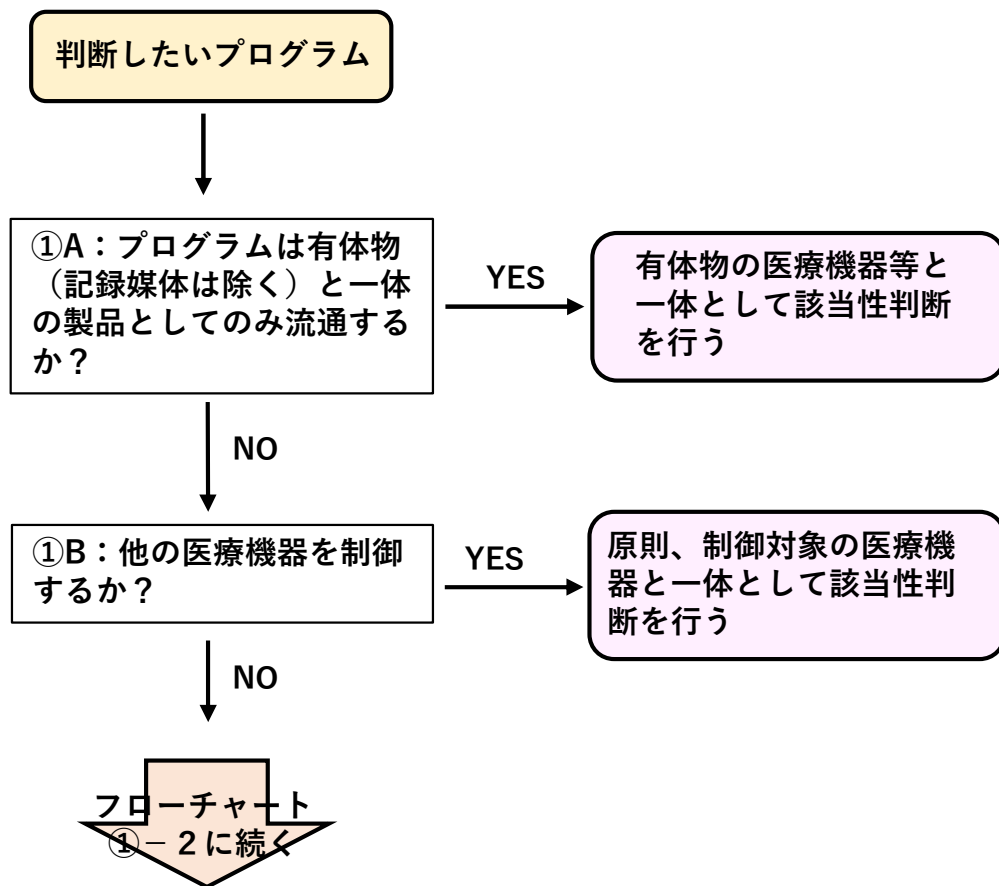 判断したいプログラム
①A:プログラムは有体物
（記録媒体は除く）と一体
の製品としてのみ流通する
か？
YES
有体物の医療機器等と
一体として該当性判断
を行う
NO
①B:他の医療機器を制御
するか？
YES
原則、制御対象の医療機
器と一体として該当性判
断を行う
NO
フローチャート
①－２に続く